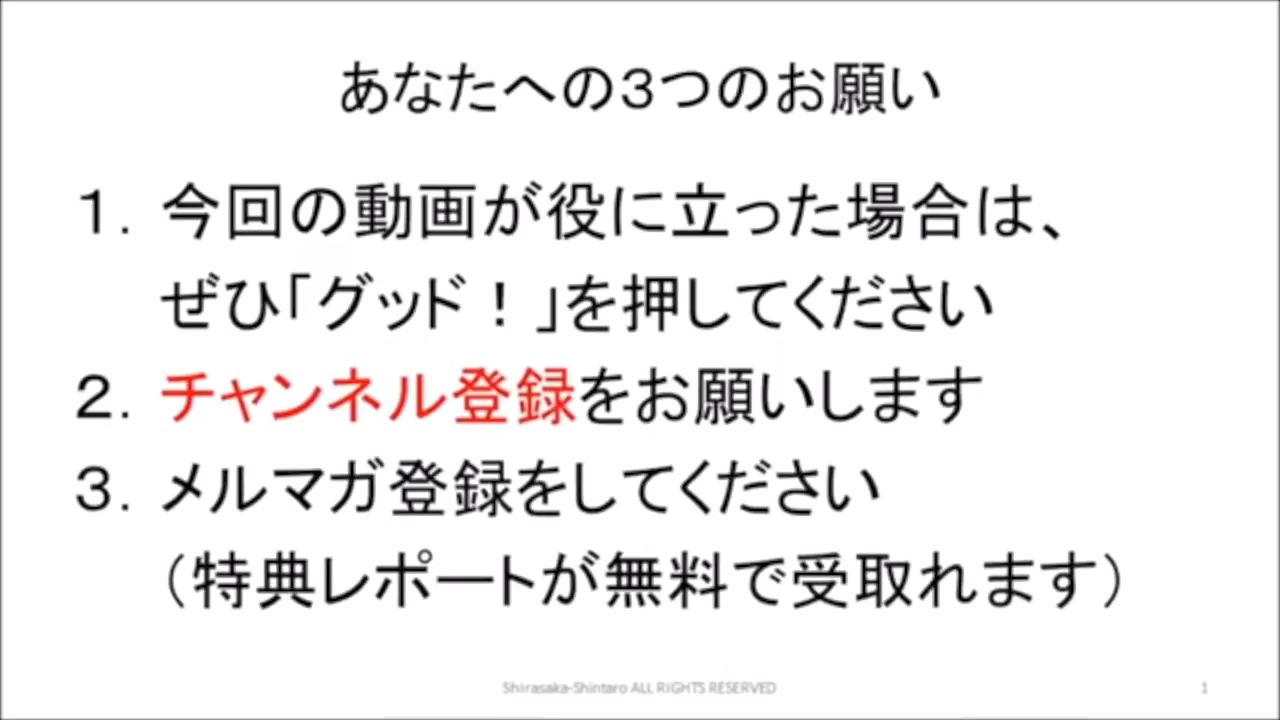 あなたへの３つのお願い
１. 今回の動画が役に立った場合は、
ぜひ「グッド！」を押してください
２. チャンネル登録をお願いします
３. メルマガ登録をしてください
（特典レポートが無料で受取れます）
Shirasaka-Shintaro ALL RIGHTS RESERVED
1